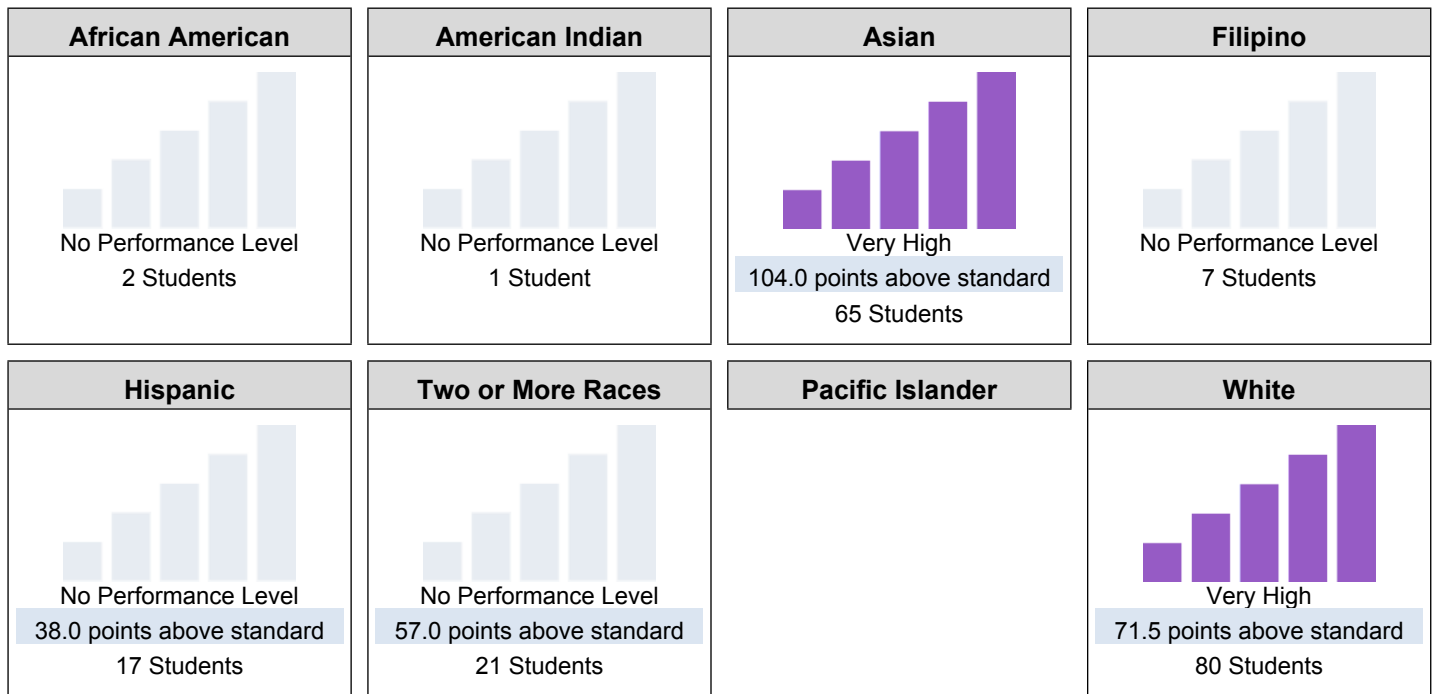 African American
No Performance Level
2 Students
American Indian
No Performance Level
1 Student
Asian
Very High
104.0 points above standard
65 Students
Filipino
No Performance Level
7 Students
Hispanic
No Performance Level
38.0 points above standard
17 Students
Two or More Races
No Performance Level
57.0 points above standard
21 Students
Pacific Islander
White
Very High
71.5 points above standard
80 Students